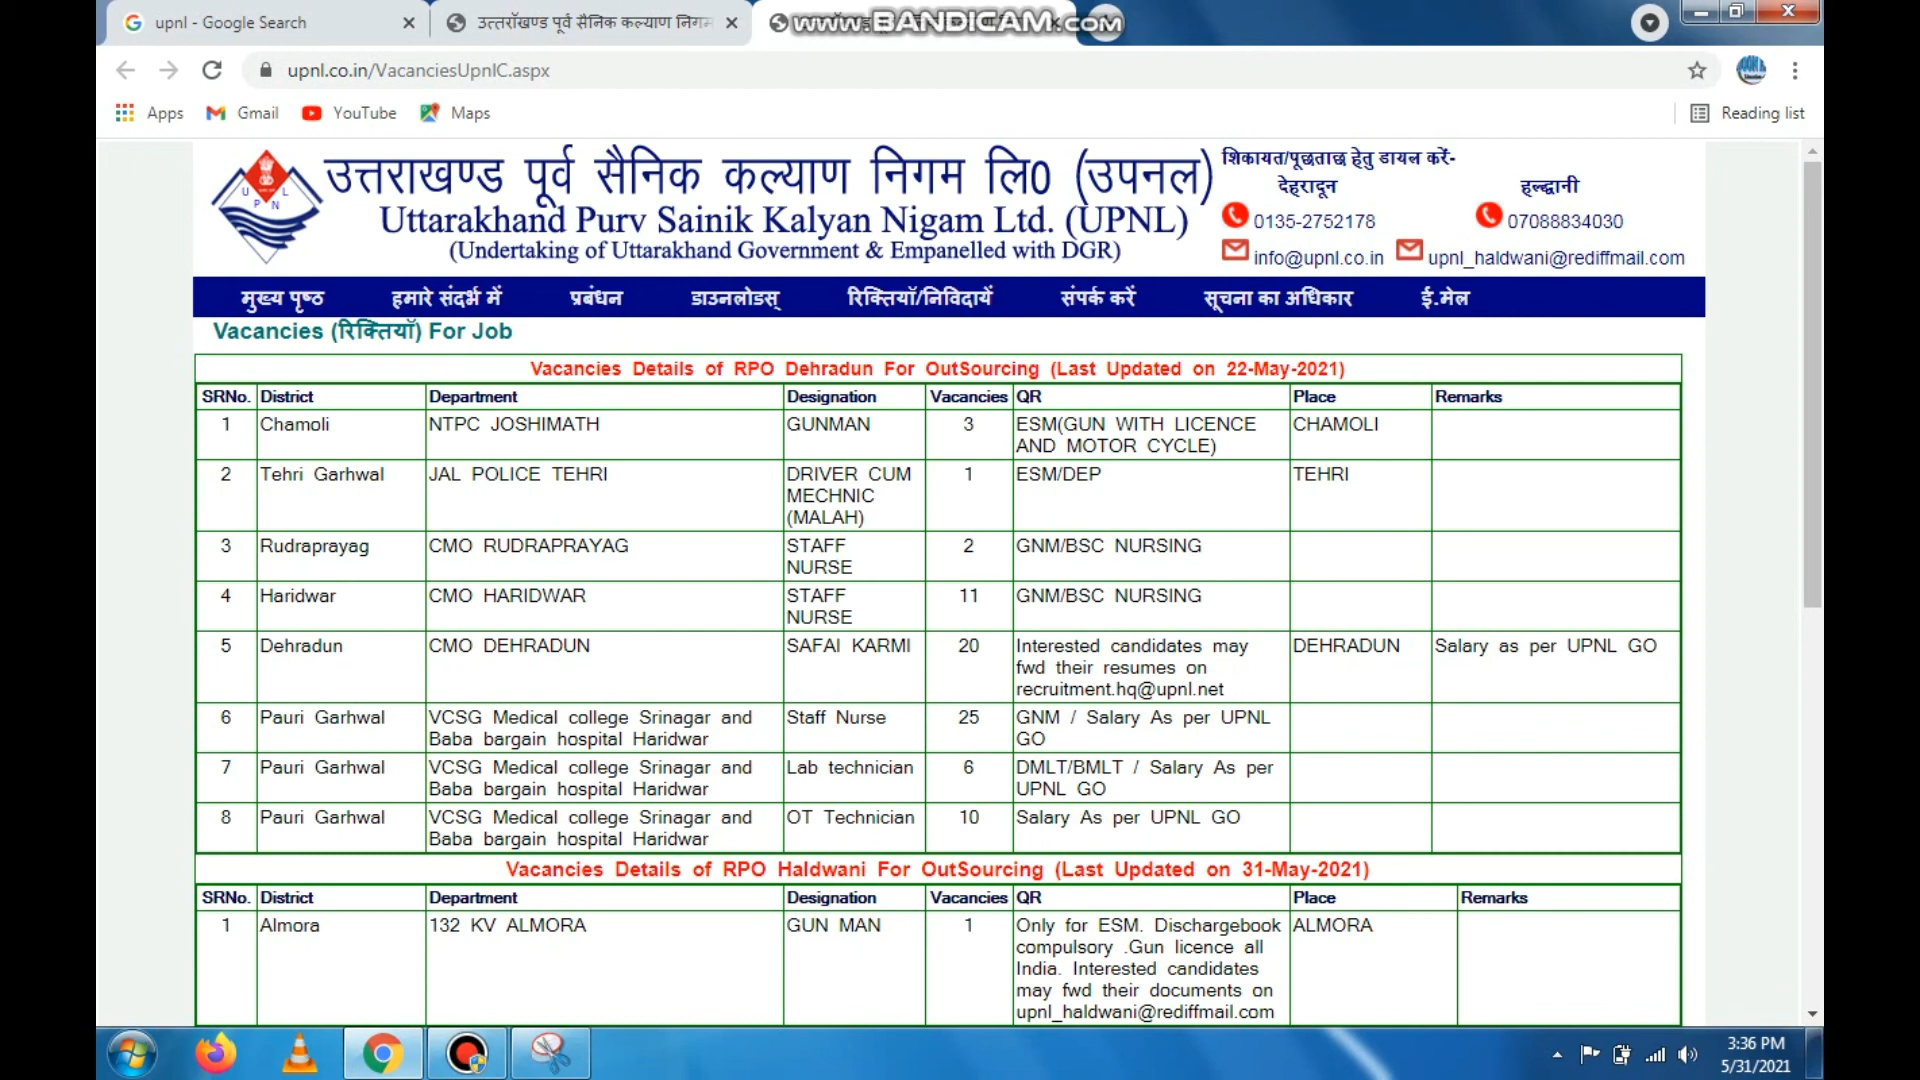 upnl - Google Search
उत्तराखण्ड पूर्व सैनिक कल्याण निगम
www.BANDICAM.com
upnl.co.in/VacanciesUpnlC.aspx
Apps Gmail YouTube Maps Reading list
उत्तराखण्ड पूर्व सैनिक कल्याण निगम लि0 (उपनल)
Uttarakhand Purv Sainik Kalyan Nigam Ltd. (UPNL)
(Undertaking of Uttarakhand Government & Empanelled with DGR)
U P N L
शिकायत/पूछताछ हेतु डायल करें-
देहरादून हल्द्वानी
0135-2752178 07088834030
info@upnl.co.in upnl_haldwani@rediffmail.com
मुख्य पृष्ठ हमारे संदर्भ में प्रबंधन डाउनलोडस् रिक्तियॉ/निविदायें संपर्क करें सूचना का अधिकार ई.मेल
Vacancies (रिक्तियॉ) For Job
Vacancies Details of RPO Dehradun For OutSourcing (Last Updated on 22-May-2021)
SRNo. District Department Designation Vacancies QR Place Remarks
1 Chamoli NTPC JOSHIMATH GUNMAN 3 ESM(GUN WITH LICENCE CHAMOLI
AND MOTOR CYCLE)
2 Tehri Garhwal JAL POLICE TEHRI DRIVER CUM 1 ESM/DEP TEHRI
MECHNIC
(MALAH)
3 Rudraprayag CMO RUDRAPRAYAG STAFF 2 GNM/BSC NURSING
NURSE
4 Haridwar CMO HARIDWAR STAFF 11 GNM/BSC NURSING
NURSE
5 Dehradun CMO DEHRADUN SAFAI KARMI 20 Interested candidates may DEHRADUN Salary as per UPNL GO
fwd their resumes on
recruitment.hq@upnl.net
6 Pauri Garhwal VCSG Medical college Srinagar and Staff Nurse 25 GNM / Salary As per UPNL
Baba bargain hospital Haridwar GO
7 Pauri Garhwal VCSG Medical college Srinagar and Lab technician 6 DMLT/BMLT / Salary As per
Baba bargain hospital Haridwar UPNL GO
8 Pauri Garhwal VCSG Medical college Srinagar and OT Technician 10 Salary As per UPNL GO
Baba bargain hospital Haridwar
Vacancies Details of RPO Haldwani For OutSourcing (Last Updated on 31-May-2021)
SRNo. District Department Designation Vacancies QR Place Remarks
1 Almora 132 KV ALMORA GUN MAN 1 Only for ESM. Dischargebook ALMORA
compulsory .Gun licence all
India. Interested candidates
may fwd their documents on
upnl_haldwani@rediffmail.com
3:36 PM
5/31/2021